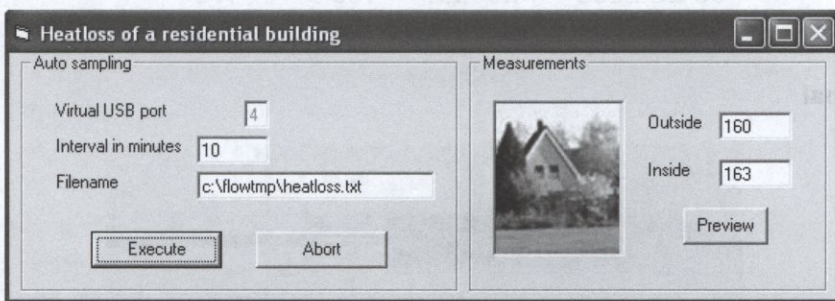 Heatloss of a residential building
Auto sampling
Virtual USB port 4
Interval in minutes 10
Filename c:\flowtmp\heatloss.txt
Execute Abort
Measurements
Outside 160
Inside 163
Preview